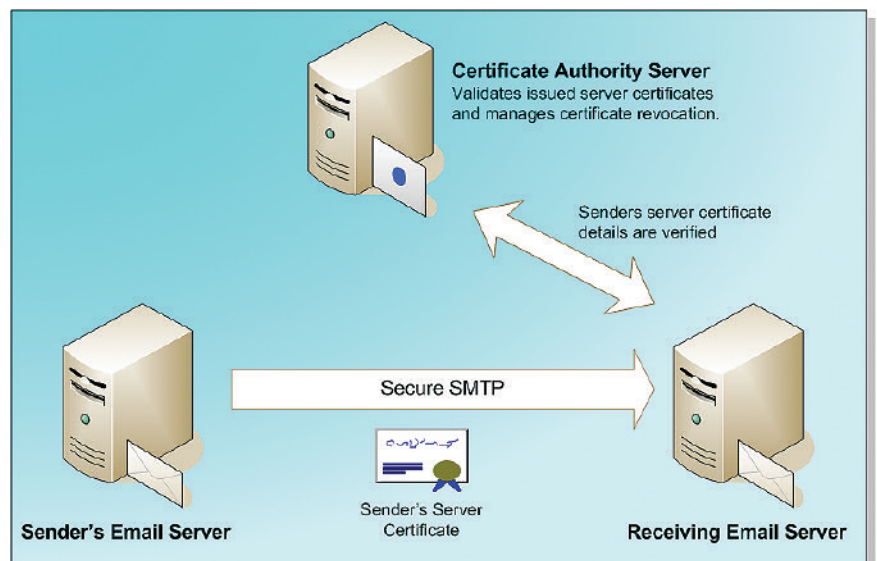 Certificate Authority Server
Validates issued server certificates
and manages certificate revocation.
Senders server certificate
details are verified
Secure SMTP
Sender's Server
Certificate
Sender's Email Server
Receiving Email Server